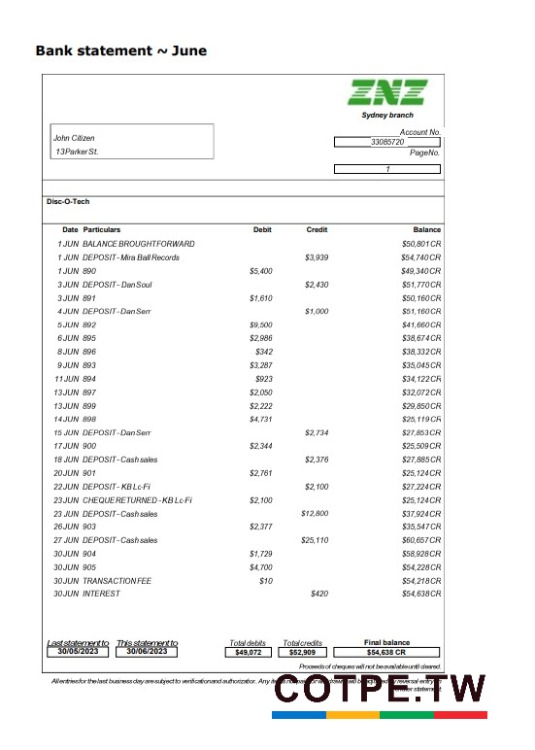 Bank statement ~ June
ZNZ
Sydney branch
Account No.
John Citizen
33085720
13 Parker St.
Page No.
1
Disc-O-Tech
Date Particulars Debit Credit Balance
1 JUN BALANCE BROUGHT FORWARD $50,801 CR
1 JUN DEPOSIT - Mira Ball Records $3,939 $54,740 CR
1 JUN 890 $5,400 $49,340 CR
3 JUN DEPOSIT - Dan Soul $2,430 $51,770 CR
3 JUN 891 $1,610 $50,160 CR
4 JUN DEPOSIT - Dan Serr $1,000 $51,160 CR
5 JUN 892 $9,500 $41,660 CR
6 JUN 895 $2,986 $38,674 CR
8 JUN 896 $342 $38,332 CR
9 JUN 893 $3,287 $35,045 CR
11 JUN 894 $923 $34,122 CR
13 JUN 897 $2,050 $32,072 CR
13 JUN 899 $2,222 $29,850 CR
14 JUN 898 $4,731 $25,119 CR
15 JUN DEPOSIT - Dan Serr $2,734 $27,853 CR
17 JUN 900 $2,344 $25,509 CR
18 JUN DEPOSIT - Cash sales $2,376 $27,885 CR
20 JUN 901 $2,761 $25,124 CR
22 JUN DEPOSIT - KB Lc-Fi $2,100 $27,224 CR
23 JUN CHEQUE RETURNED - KB Lc-Fi $2,100 $25,124 CR
23 JUN DEPOSIT - Cash sales $12,800 $37,924 CR
26 JUN 903 $2,377 $35,547 CR
27 JUN DEPOSIT - Cash sales $25,110 $60,657 CR
30 JUN 904 $1,729 $58,928 CR
30 JUN 905 $4,700 $54,228 CR
30 JUN TRANSACTION FEE $10 $54,218 CR
30 JUN INTEREST $420 $54,638 CR
Last statement to This statement to Total debits Total credits Final balance
30/05/2023 30/06/2023 $49,072 $52,909 $54,638 CR
Proceeds of cheques will not be available until cleared.
All entries for the last business day are subject to verification and authorization. Any reversal entry
statement.
COTPE.TW